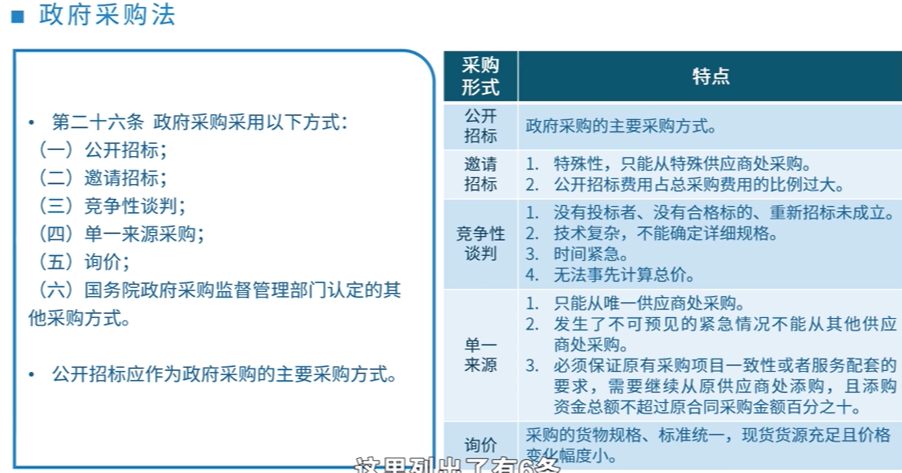 ■ 政府采购法
• 第二十六条 政府采购采用以下方式：
（一）公开招标；
（二）邀请招标；
（三）竞争性谈判；
（四）单一来源采购；
（五）询价；
（六）国务院政府采购监督管理部门认定的其
他采购方式。
• 公开招标应作为政府采购的主要采购方式。
采购
形式
特点
公开
招标
政府采购的主要采购方式。
邀请
招标
1. 特殊性，只能从特殊供应商处采购。
2. 公开招标费用占总采购费用的比例过大。
竞争性
谈判
1. 没有投标者、没有合格标的、重新招标未成立。
2. 技术复杂，不能确定详细规格。
3. 时间紧急。
4. 无法事先计算总价。
单一
来源
1. 只能从唯一供应商处采购。
2. 发生了不可预见的紧急情况不能从其他供应
商处采购。
3. 必须保证原有采购项目一致性或者服务配套的
要求，需要继续从原供应商处添购，且添购
资金总额不超过原合同采购金额百分之十。
询价
采购的货物规格、标准统一，现货货源充足且价格
变化幅度小。
这里列出了有6条